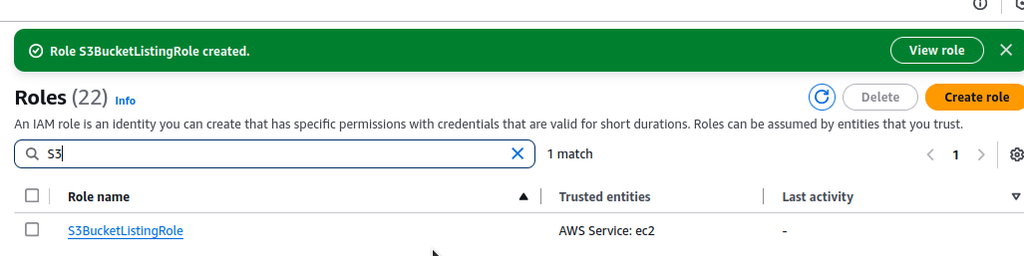 Role S3BucketListingRole created.
View role
Roles (22) Info
Delete
Create role
An IAM role is an identity you can create that has specific permissions with credentials that are valid for short durations. Roles can be assumed by entities that you trust.
S3
1 match
1
Role name
Trusted entities
Last activity
S3BucketListingRole
AWS Service: ec2
-